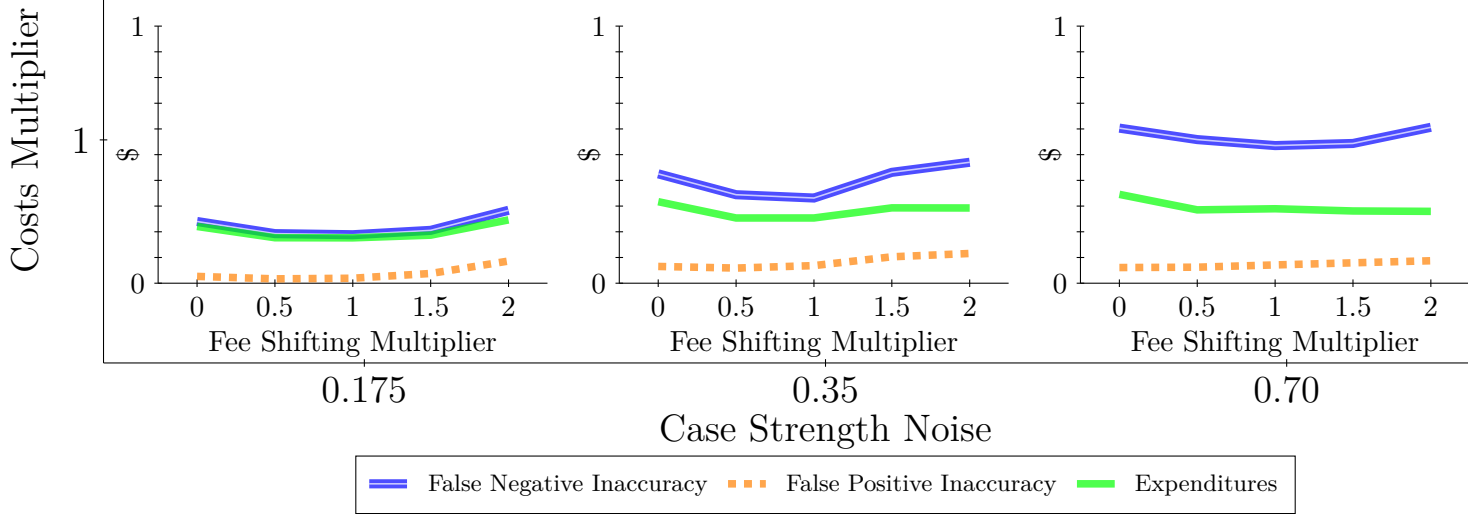 Costs Multiplier
1
1
$
0
0 0.5 1 1.5 2
Fee Shifting Multiplier
1
$
0
0 0.5 1 1.5 2
Fee Shifting Multiplier
1
$
0
0 0.5 1 1.5 2
Fee Shifting Multiplier
0.175 0.35 0.70
Case Strength Noise
False Negative Inaccuracy False Positive Inaccuracy Expenditures